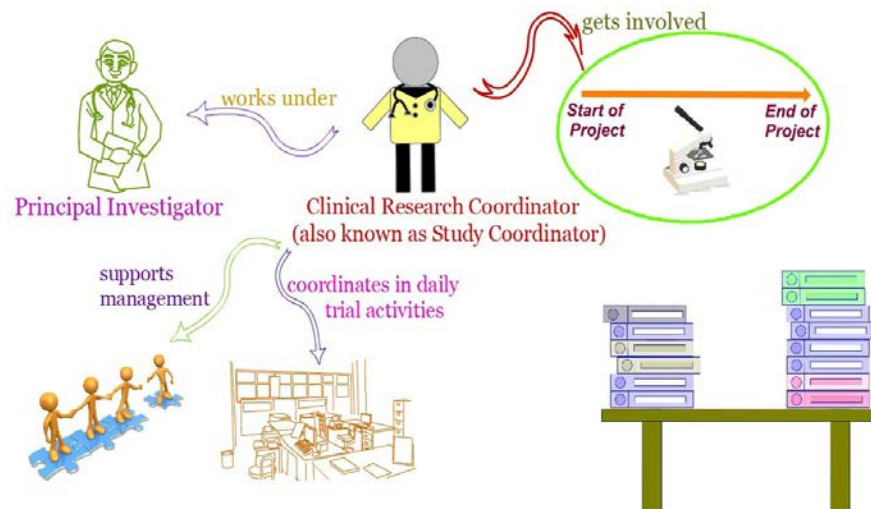 gets involved
works under
Start of
Project
End of
Project
Principal Investigator
Clinical Research Coordinator
(also known as Study Coordinator)
supports
management
coordinates in daily
trial activities